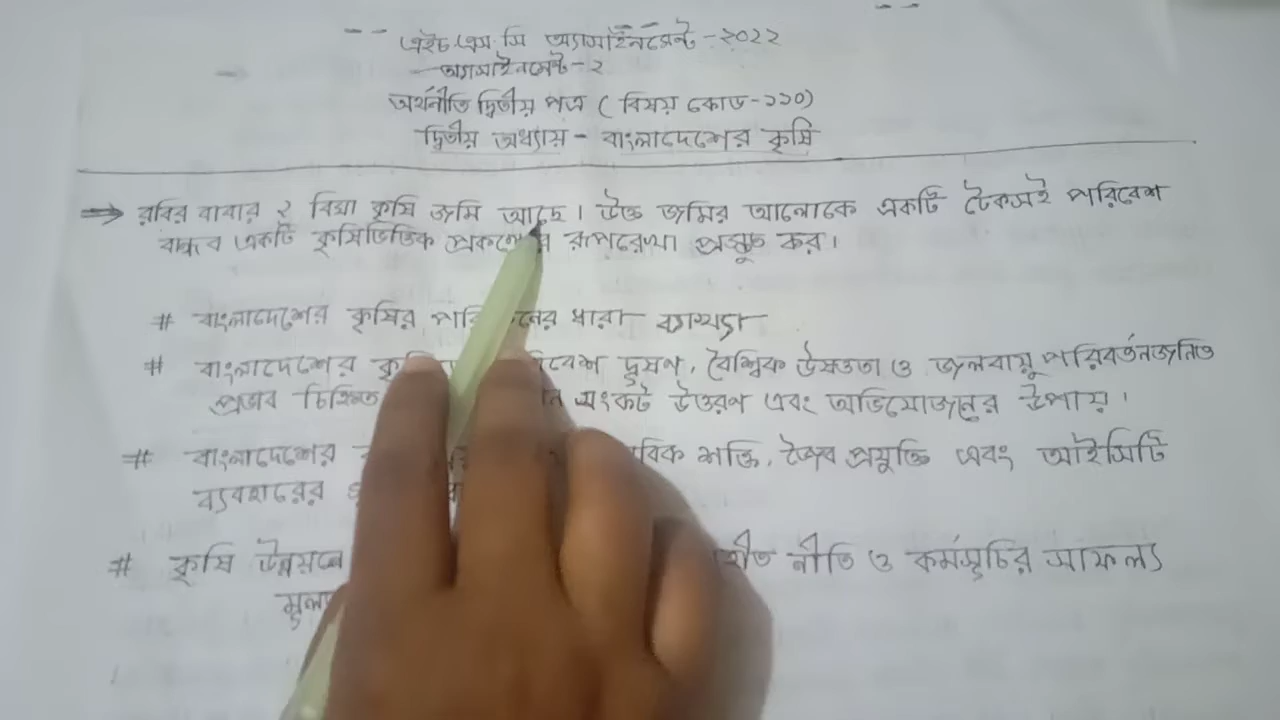 এইচ.এস.সি অ্যাসাইনমেন্ট-২০২২
অ্যাসাইনমেন্ট-২
অর্থনীতি দ্বিতীয় পত্র (বিষয় কোড-১১০)
দ্বিতীয় অধ্যায় - বাংলাদেশের কৃষি
⇒ রবির বাবার ২ বিঘা কৃষি জমি আছে। উক্ত জমির আলোকে একটি টেকসই পরিবেশ
বান্ধব একটি কৃষিভিত্তিক রূপরেখা প্রস্তুত কর।
# বাংলাদেশের কৃষির ধারা ব্যাখ্যা
# বাংলাদেশের দূষণ, বৈশ্বিক উষ্ণতা ও জলবায়ু পরিবর্তনজনিত
প্রভাব চিহ্নিত সংকট উত্তরণ এবং অভিযোজনের উপায়।
# বাংলাদেশের শক্তি, জৈব প্রযুক্তি এবং আইসিটি
ব্যবহারের
# কৃষি উন্নয়নে নীতি ও কর্মসূচির সাফল্য